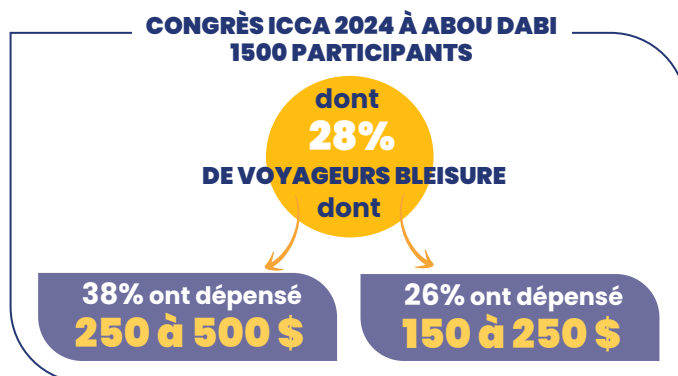 CONGRÈS ICCA 2024 À ABOU DABI
1500 PARTICIPANTS
dont
28%
DE VOYAGEURS BLEISURE
dont
38% ont dépensé
250 à 500 $
26% ont dépensé
150 à 250 $